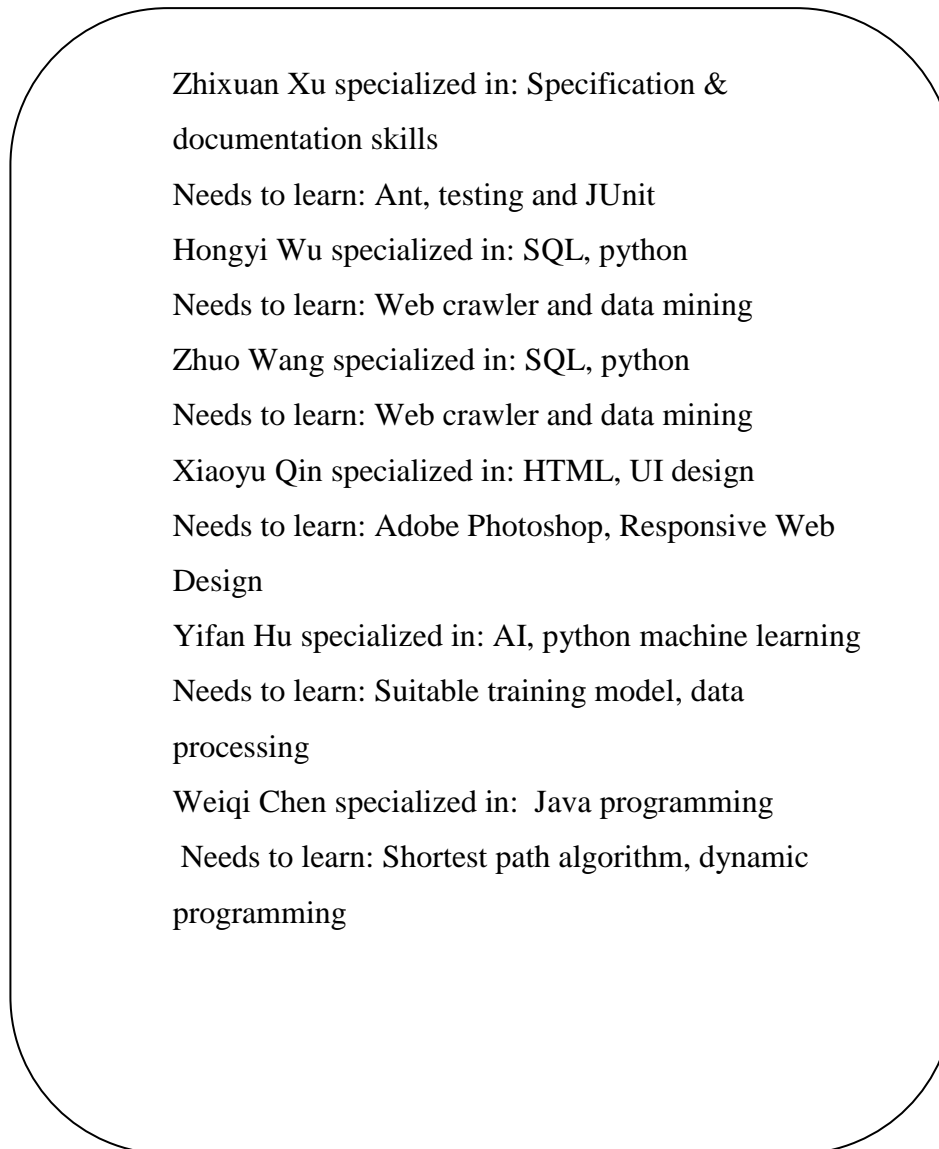 Zhixuan Xu specialized in: Specification &
documentation skills
Needs to learn: Ant, testing and JUnit
Hongyi Wu specialized in: SQL, python
Needs to learn: Web crawler and data mining
Zhuo Wang specialized in: SQL, python
Needs to learn: Web crawler and data mining
Xiaoyu Qin specialized in: HTML, UI design
Needs to learn: Adobe Photoshop, Responsive Web
Design
Yifan Hu specialized in: AI, python machine learning
Needs to learn: Suitable training model, data
processing
Weiqi Chen specialized in:  Java programming
 Needs to learn: Shortest path algorithm, dynamic
programming